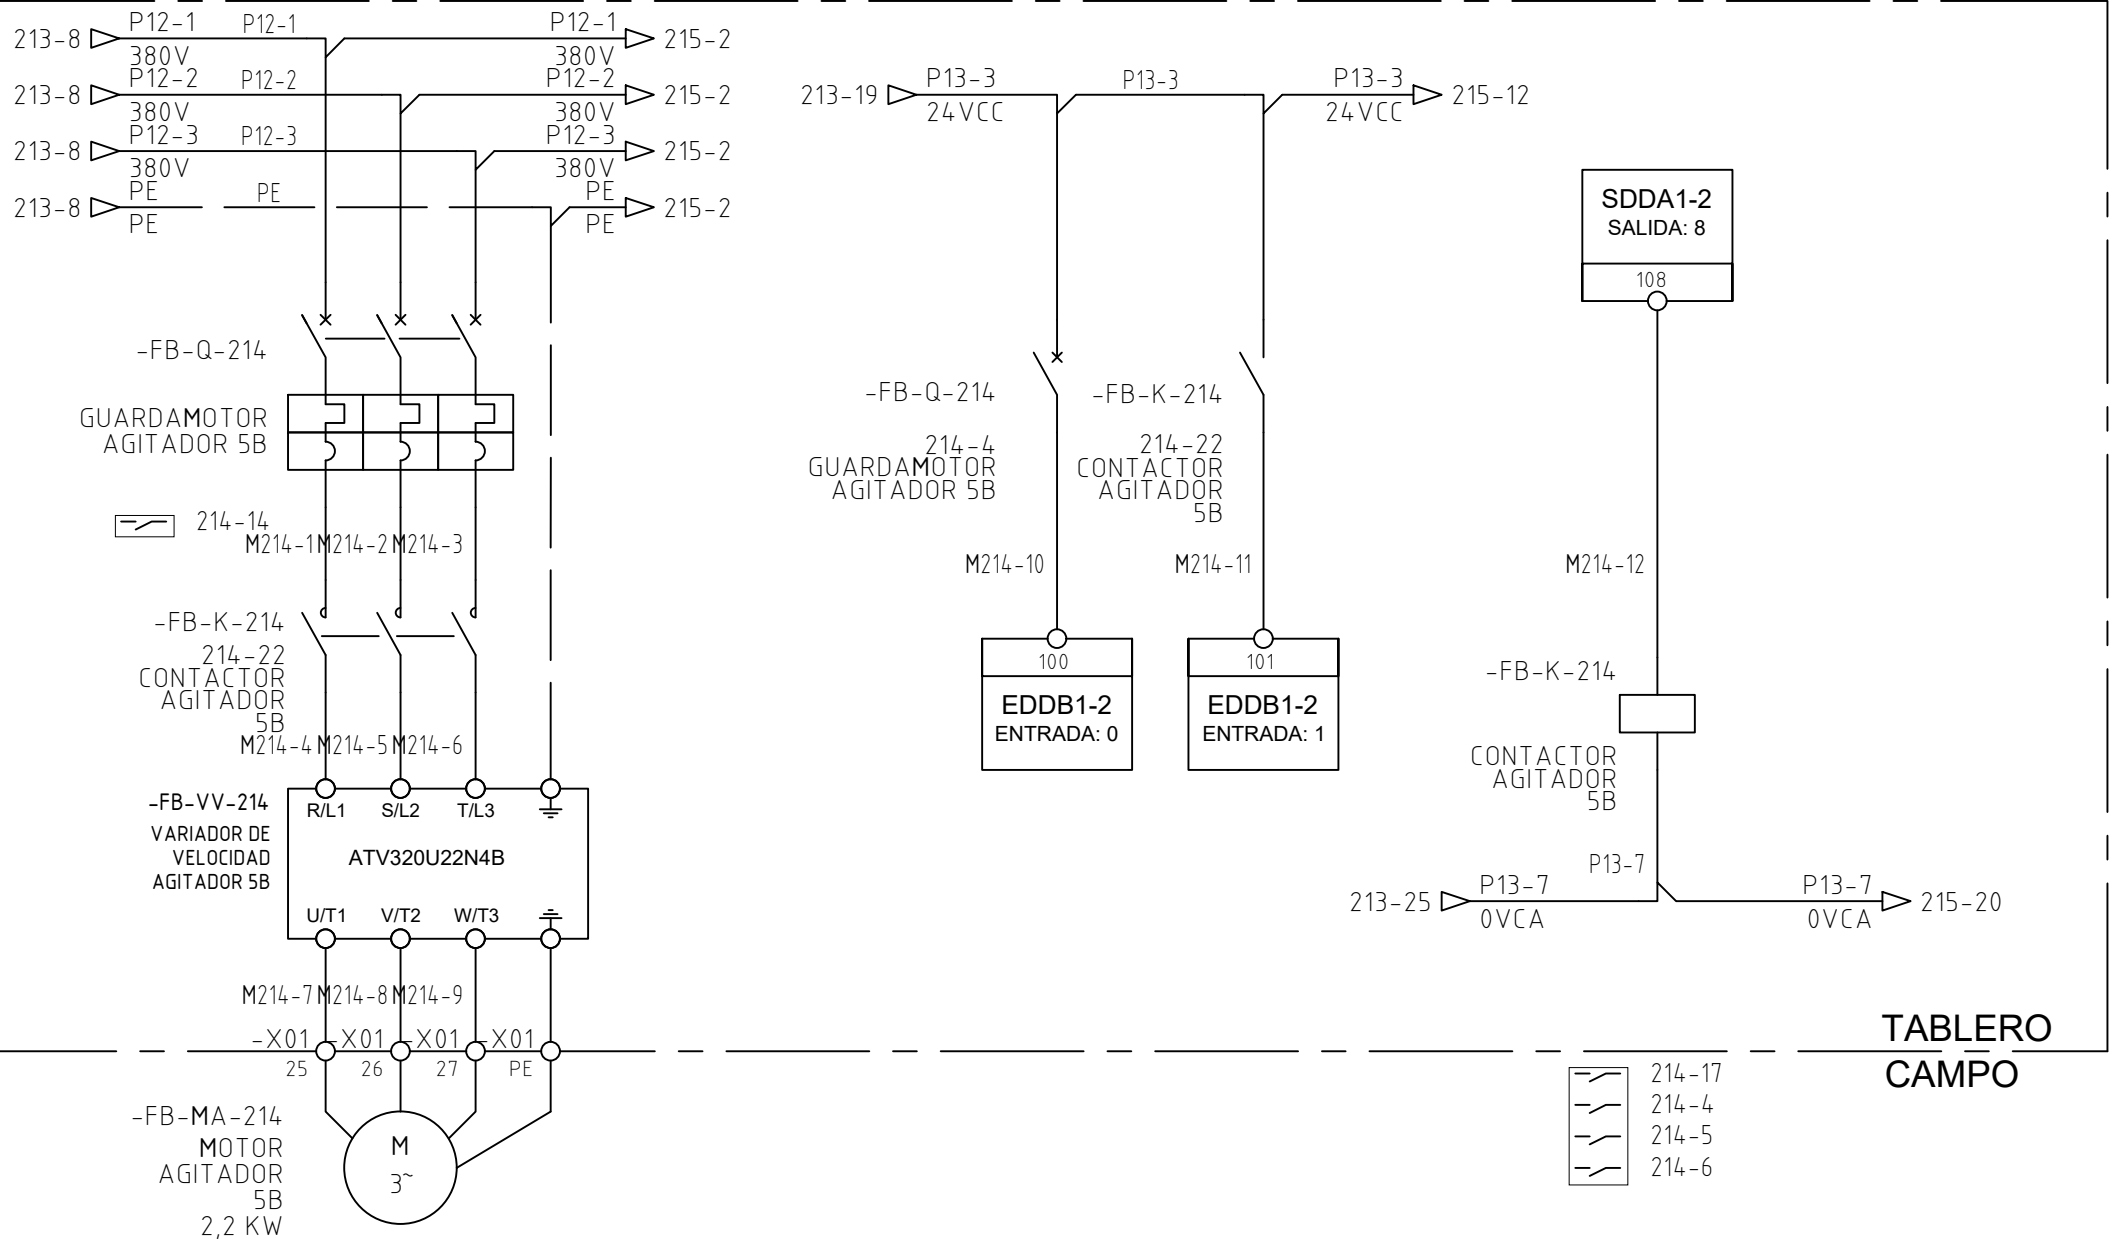 213-8 P12-1 P12-1 P12-1 215-2
380V 380V
213-8 P12-2 P12-2 P12-2 215-2
380V 380V
213-8 P12-3 P12-3 P12-3 215-2
380V 380V
213-8 PE PE PE 215-2
PE PE
-FB-Q-214
GUARDAMOTOR
AGITADOR 5B
214-14
M214-1 M214-2 M214-3
-FB-K-214
214-22
CONTACTOR
AGITADOR
5B
M214-4 M214-5 M214-6
-FB-VV-214
VARIADOR DE
VELOCIDAD
AGITADOR 5B
R/L1 S/L2 T/L3
ATV320U22N4B
U/T1 V/T2 W/T3
M214-7 M214-8 M214-9
-X01 -X01 -X01 -X01
25 26 27 PE
-FB-MA-214
MOTOR
AGITADOR
5B
2,2 KW
M
3~
213-19 P13-3 P13-3 P13-3 215-12
24VCC 24VCC
-FB-Q-214
214-4
GUARDAMOTOR
AGITADOR 5B
M214-10
100
EDDB1-2
ENTRADA: 0
-FB-K-214
214-22
CONTACTOR
AGITADOR
5B
M214-11
101
EDDB1-2
ENTRADA: 1
SDDA1-2
SALIDA: 8
108
M214-12
-FB-K-214
CONTACTOR
AGITADOR
5B
P13-7
213-25 P13-7 P13-7 215-20
0VCA 0VCA
TABLERO
CAMPO
214-17
214-4
214-5
214-6